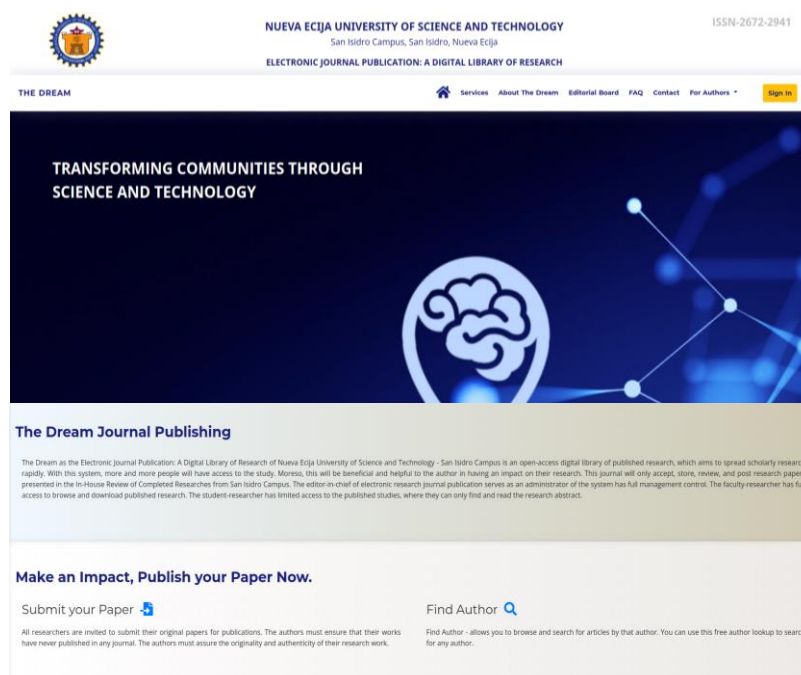 NUEVA ECIJA UNIVERSITY OF SCIENCE AND TECHNOLOGY
San Isidro Campus, San Isidro, Nueva Ecija
ELECTRONIC JOURNAL PUBLICATION: A DIGITAL LIBRARY OF RESEARCH
ISSN-2672-2941
THE DREAM
Services About The Dream Editorial Board FAQ Contact For Authors Sign In
TRANSFORMING COMMUNITIES THROUGH
SCIENCE AND TECHNOLOGY
The Dream Journal Publishing
The Dream as the Electronic Journal Publication: A Digital Library of Research of Nueva Ecija University of Science and Technology - San Isidro Campus is an open-access digital library of published research, which aims to spread scholarly researc
rapidly. With this system, more and more people will have access to the study. Moreso, this will be beneficial and helpful to the author in having an impact on their research. This journal will only accept, store, review, and post research paper
presented in the In-House Review of Completed Researches from San Isidro Campus. The editor-in-chief of electronic research journal publication serves as an administrator of the system has full management control. The faculty-researcher has fu
access to browse and download published research. The student-researcher has limited access to the published studies, where they can only find and read the research abstract.
Make an Impact, Publish your Paper Now.
Submit your Paper
All researchers are invited to submit their original papers for publications. The authors must ensure that their works
have never published in any journal. The authors must assure the originality and authenticity of their research work.
Find Author
Find Author - allows you to browse and search for articles by that author. You can use this free author lookup to searc
for any author.